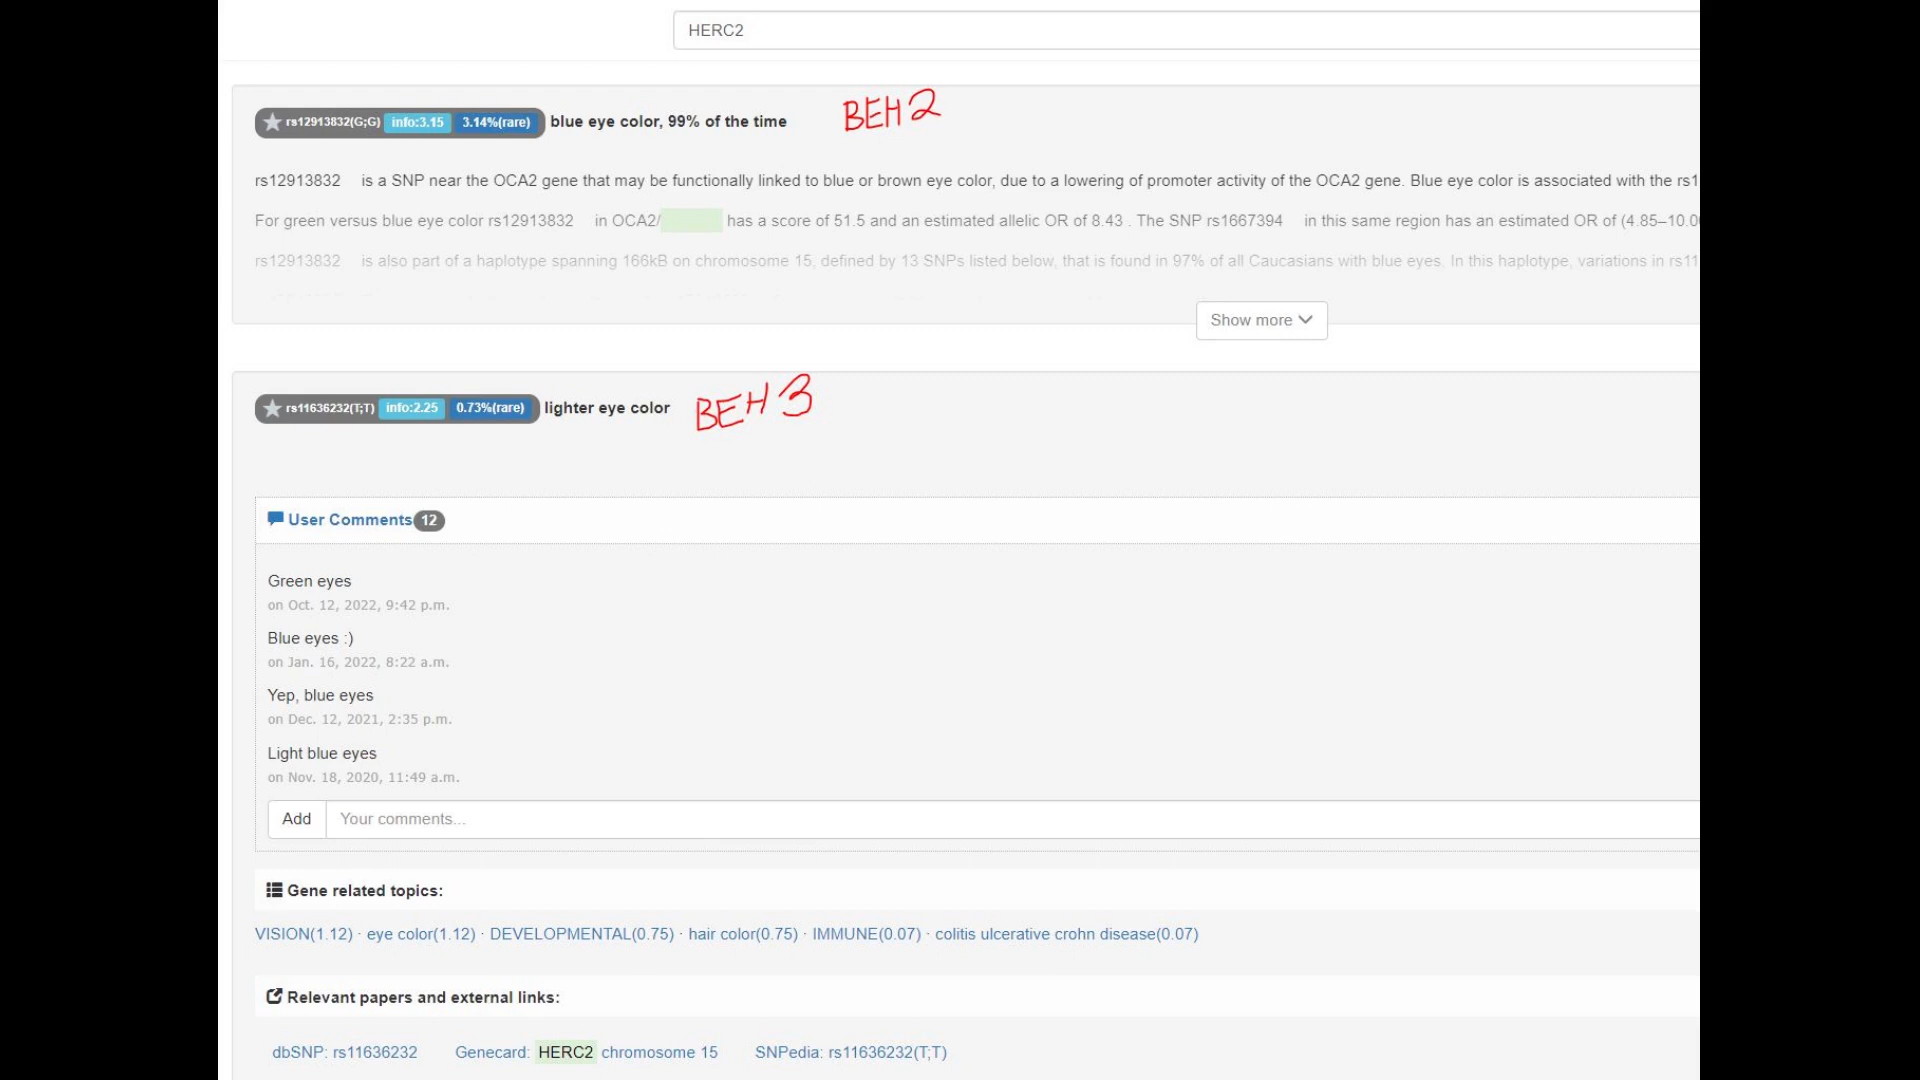 HERC2
rs12913832(G;G) info:3.15 3.14%(rare) blue eye color, 99% of the time BEH2
rs12913832 is a SNP near the OCA2 gene that may be functionally linked to blue or brown eye color, due to a lowering of promoter activity of the OCA2 gene. Blue eye color is associated with the rs1
For green versus blue eye color rs12913832 in OCA2/ has a score of 51.5 and an estimated allelic OR of 8.43 . The SNP rs1667394 in this same region has an estimated OR of (4.85–10.0
rs12913832 is also part of a haplotype spanning 166kB on chromosome 15, defined by 13 SNPs listed below, that is found in 97% of all Caucasians with blue eyes. In this haplotype, variations in rs11
Show more
rs11636232(T;T) info:2.25 0.73%(rare) lighter eye color BEH3
User Comments 12
Green eyes
on Oct. 12, 2022, 9:42 p.m.
Blue eyes :)
on Jan. 16, 2022, 8:22 a.m.
Yep, blue eyes
on Dec. 12, 2021, 2:35 p.m.
Light blue eyes
on Nov. 18, 2020, 11:49 a.m.
Add Your comments...
Gene related topics:
VISION(1.12) · eye color(1.12) · DEVELOPMENTAL(0.75) · hair color(0.75) · IMMUNE(0.07) · colitis ulcerative crohn disease(0.07)
Relevant papers and external links:
dbSNP: rs11636232 Genecard: HERC2 chromosome 15 SNPedia: rs11636232(T;T)